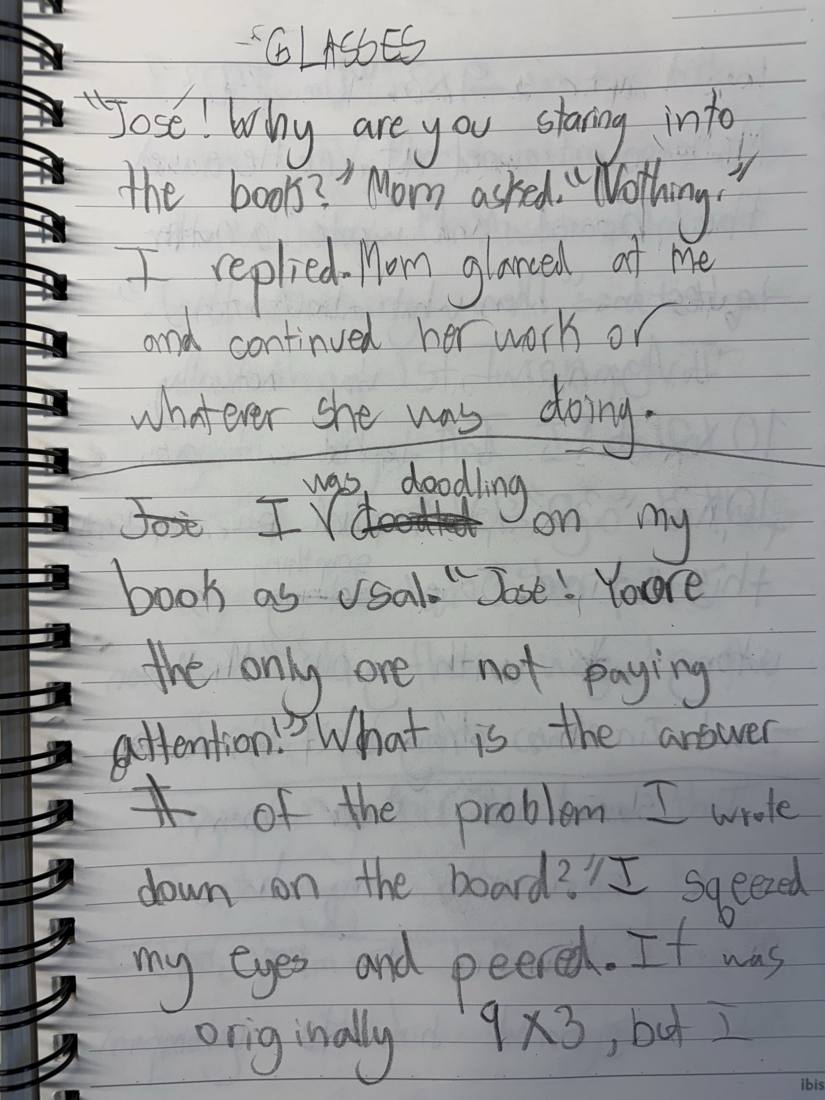 GLASSES
"José! Why are you staring into
the book?" Mom asked. "Nothing."
I replied. Mom glanced at me
and continued her work or
whatever she was doing.
was doodling
José I doodled on my
book as usal. "José! You're
the only one not paying
attention!" What is the answer
of the problem I wrote
down on the board?" I sqeezed
my eyes and peered. It was
originally 9x3, but I
ibis